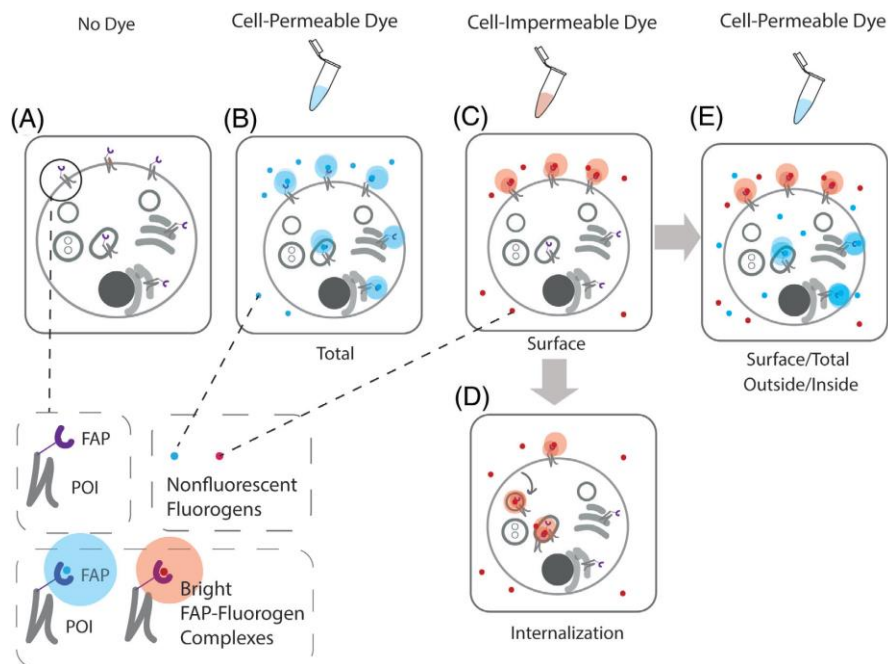 No Dye
Cell-Permeable Dye
Cell-Impermeable Dye
Cell-Permeable Dye
(A)
(B)
(C)
(E)
Total
Surface
Surface/Total
Outside/Inside
(D)
FAP
POI
Nonfluorescent
Fluorogens
FAP
POI
Bright
FAP-Fluorogen
Complexes
Internalization